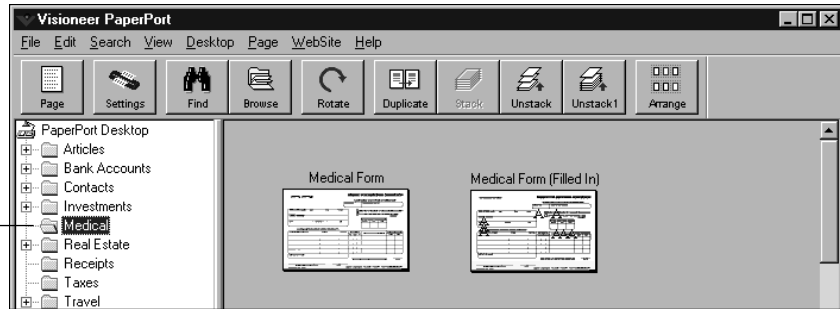 Visioneer PaperPort
File Edit Search View Desktop Page WebSite Help
Page Settings Find Browse Rotate Duplicate Stack Unstack Unstack1 Arrange
PaperPort Desktop
Articles
Bank Accounts
Contacts
Investments
Medical
Real Estate
Receipts
Taxes
Travel
Medical Form Medical Form (Filled In)